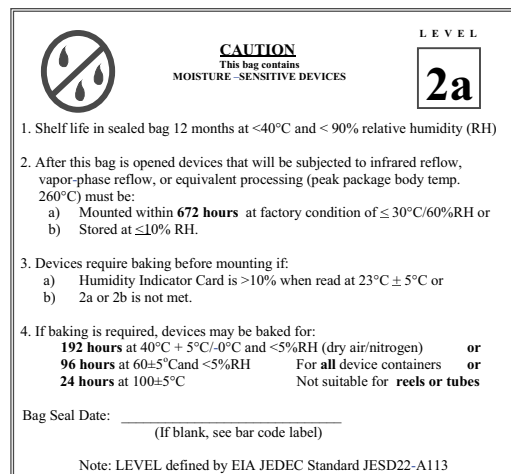 LEVEL
CAUTION
This bag contains
MOISTURE –SENSITIVE DEVICES
2a
1. Shelf life in sealed bag 12 months at <40°C and < 90% relative humidity (RH)
2. After this bag is opened devices that will be subjected to infrared reflow,
vapor-phase reflow, or equivalent processing (peak package body temp.
260°C) must be:
a) Mounted within 672 hours at factory condition of ≤ 30°C/60%RH or
b) Stored at ≤10% RH.
3. Devices require baking before mounting if:
a) Humidity Indicator Card is >10% when read at 23°C ± 5°C or
b) 2a or 2b is not met.
4. If baking is required, devices may be baked for:
192 hours at 40°C + 5°C/-0°C and <5%RH (dry air/nitrogen) or
96 hours at 60±5°Cand <5%RH For all device containers or
24 hours at 100±5°C Not suitable for reels or tubes
Bag Seal Date: ______________________________
(If blank, see bar code label)
Note: LEVEL defined by EIA JEDEC Standard JESD22-A113